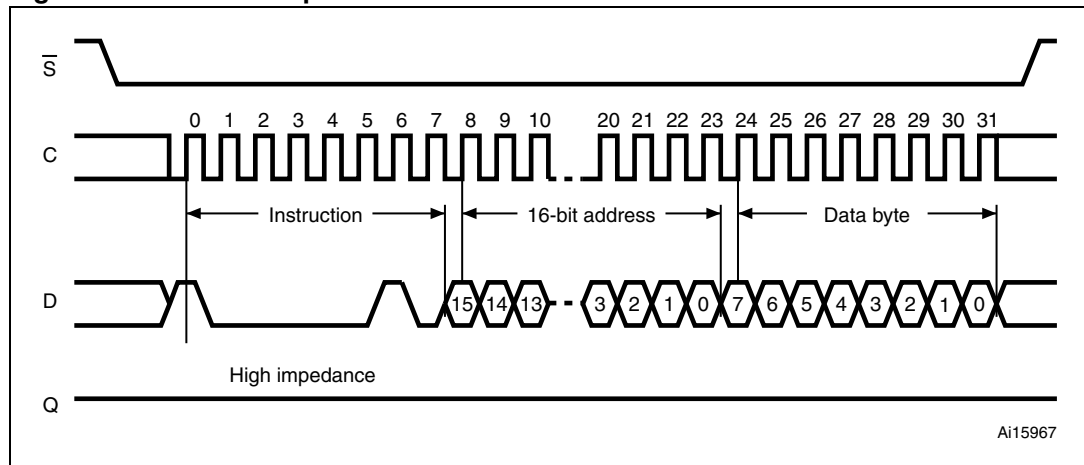 S
0 1 2 3 4 5 6 7 8 9 10 20 21 22 23 24 25 26 27 28 29 30 31
C
Instruction 16-bit address Data byte
D
15 14 13 3 2 1 0 7 6 5 4 3 2 1 0
High impedance
Q
Ai15967